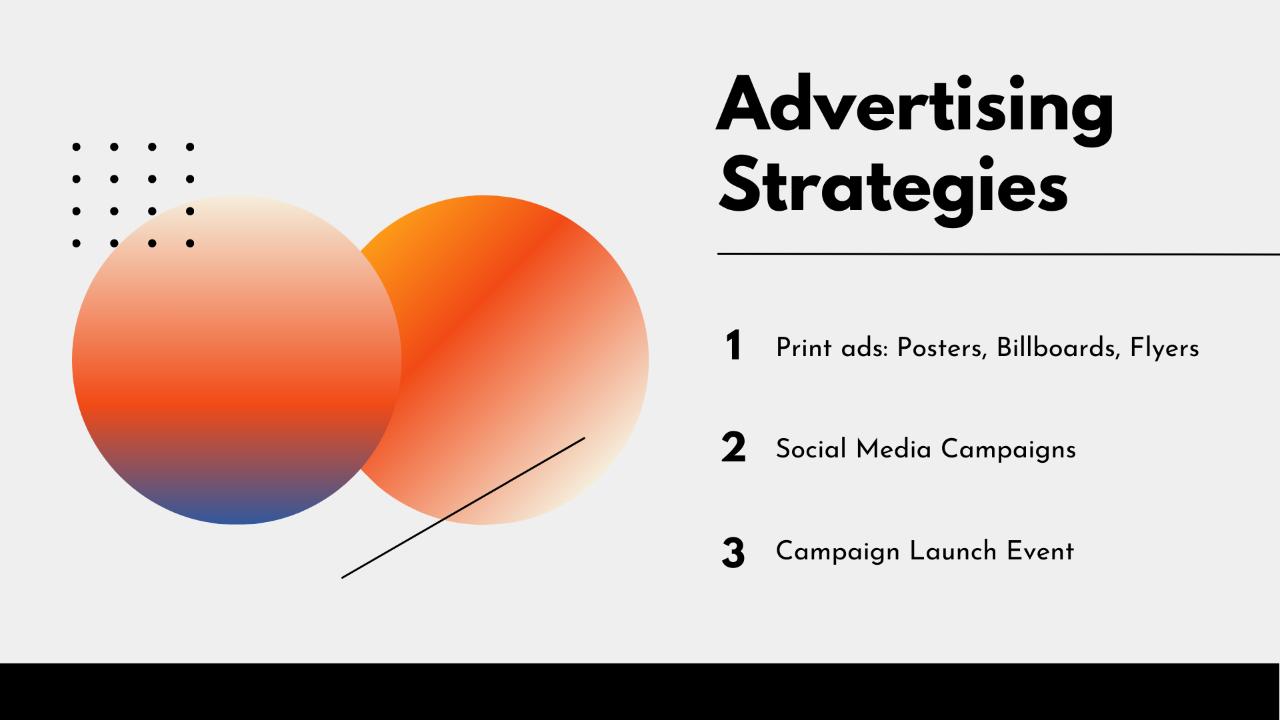 Advertising
Strategies
1 Print ads: Posters, Billboards, Flyers
2 Social Media Campaigns
3 Campaign Launch Event